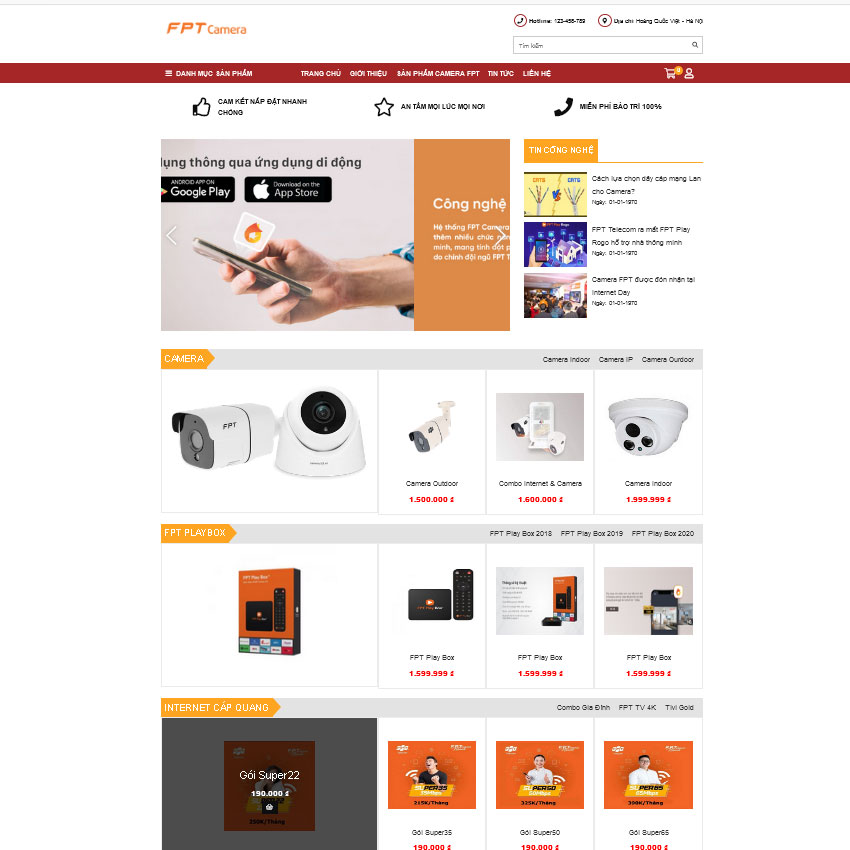 FPT Camera
Hotline: 123-456-789
Địa chỉ: Hoàng Quốc Việt - Hà Nội
Tìm kiếm
DANH MỤC SẢN PHẨM
TRANG CHỦ
GIỚI THIỆU
SẢN PHẨM CAMERA FPT
TIN TỨC
LIÊN HỆ
CAM KẾT NẮP ĐẶT NHANH
CHÓNG
AN TÂM MỌI LÚC MỌI NƠI
MIỄN PHÍ BẢO TRÌ 100%
dụng thông qua ứng dụng di động
ANDROID APP ON
Google Play
Download on the
App Store
Công nghệ
Hệ thống FPT Camera
thêm nhiều chức năn
minh, mang tính đột p
do chính đội ngũ FPT T
TIN CÔNG NGHỆ
Cách lựa chọn dây cáp mạng Lan
cho Camera?
Ngày: 01-01-1970
FPT Telecom ra mắt FPT Play
Rogo hỗ trợ nhà thông minh
Ngày: 01-01-1970
Camera FPT được đón nhận tại
Internet Day
Ngày: 01-01-1970
CAMERA
Camera Indoor
Camera IP
Camera Ourdoor
FPT
Camera Outdoor
1.500.000 ₫
Combo Internet & Camera
1.600.000 ₫
Camera Indoor
1.999.999 ₫
FPT PLAYBOX
FPT Play Box 2018
FPT Play Box 2019
FPT Play Box 2020
FPT Play Box
FPT Play Box
FPT Play Box
1.599.999 ₫
FPT Play Box
1.599.999 ₫
FPT Play Box
1.599.999 ₫
INTERNET CÁP QUANG
Combo Gia Đình
FPT TV 4K
Tivi Gold
Gói Super22
190.000 ₫
SUPER35
215K/Tháng
Gói Super35
190.000 ₫
SUPER50
325K/Tháng
Gói Super50
190.000 ₫
SUPER65
390K/Tháng
Gói Super65
190.000 ₫